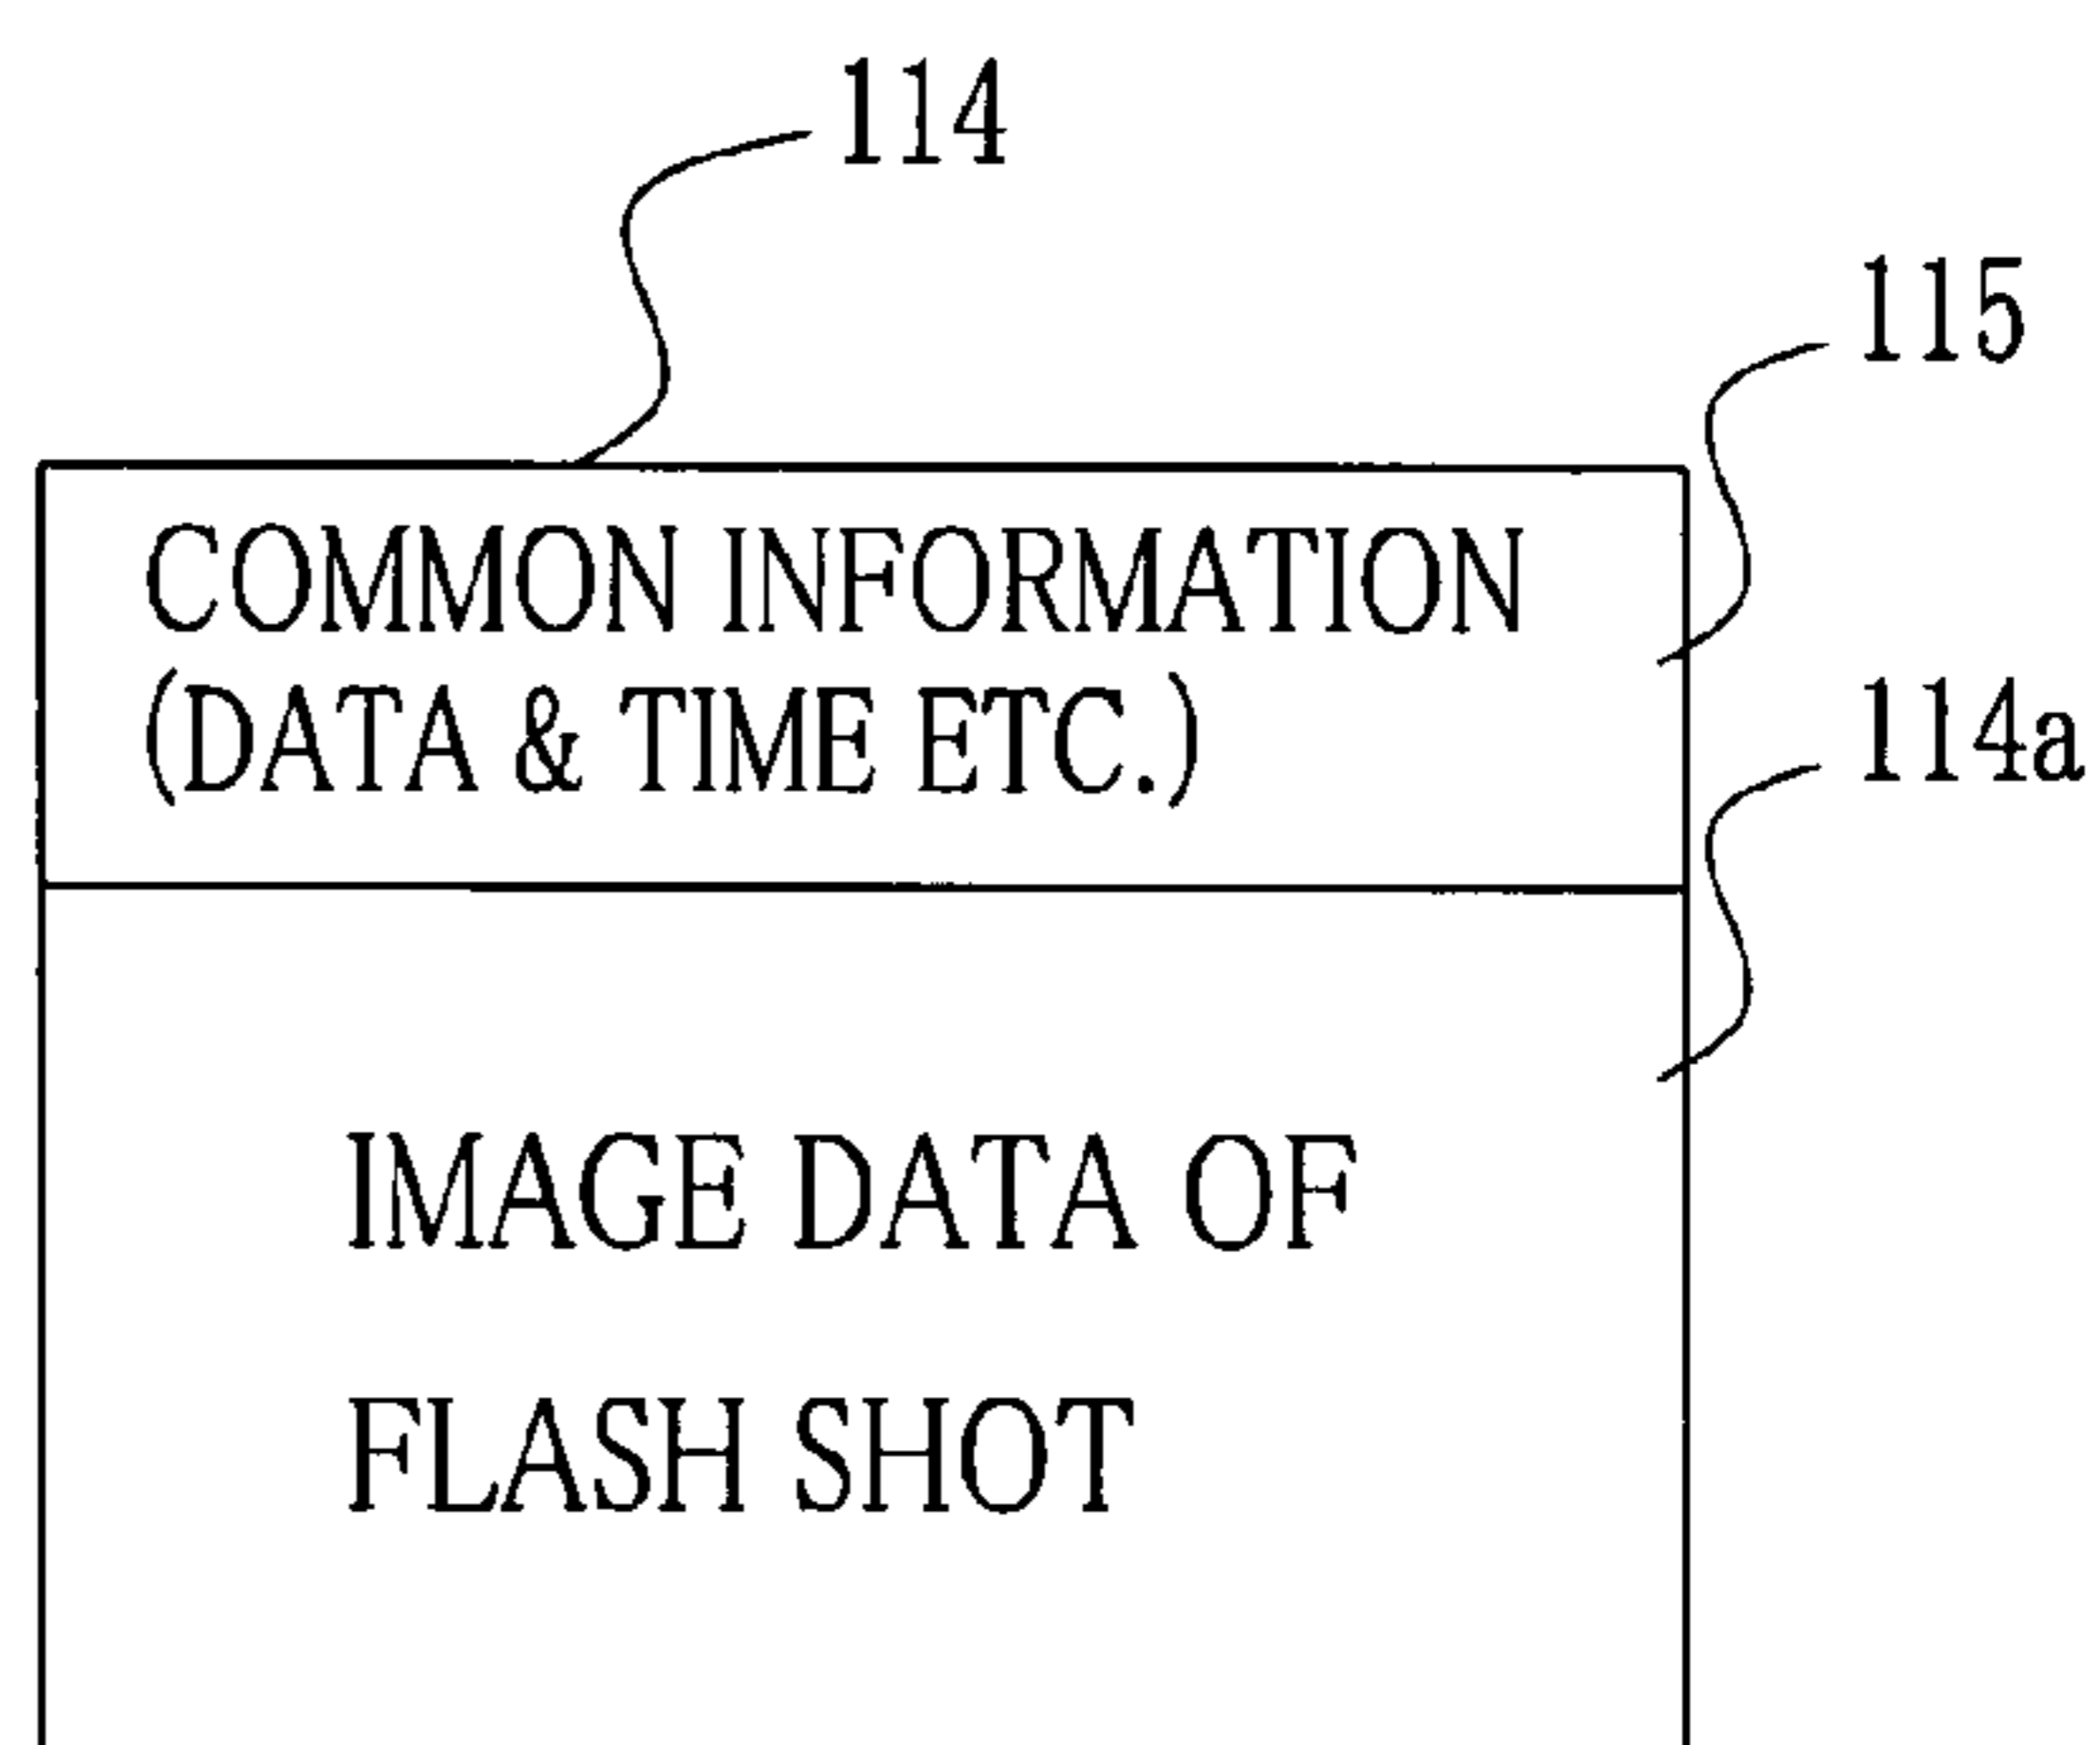 114
115
COMMON INFORMATION
(DATA & TIME ETC.)
114a
IMAGE DATA OF
FLASH SHOT